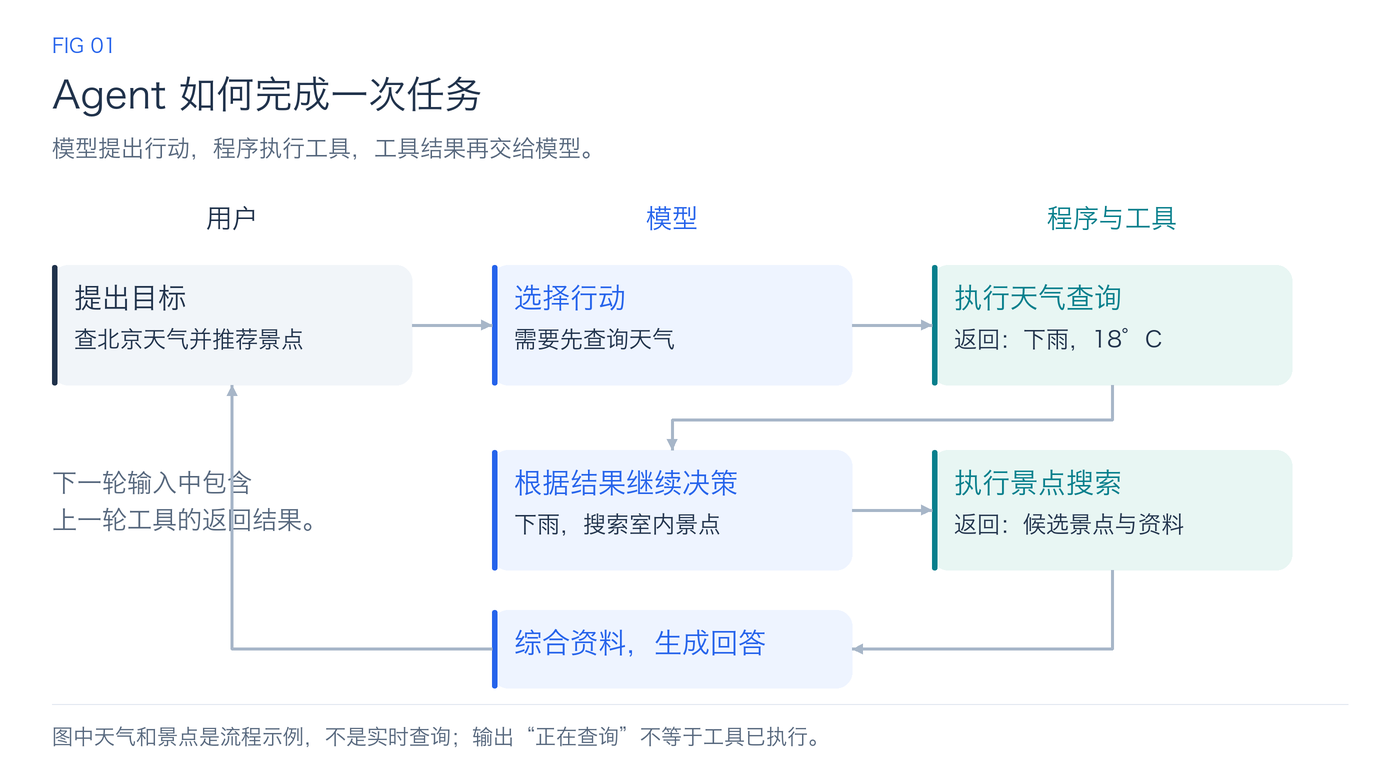 FIG 01
Agent 如何完成一次任务
模型提出行动，程序执行工具，工具结果再交给模型。
用户
模型
程序与工具
提出目标
查北京天气并推荐景点
选择行动
需要先查询天气
执行天气查询
返回：下雨，18°C
下一轮输入中包含
上一轮工具的返回结果。
根据结果继续决策
下雨，搜索室内景点
执行景点搜索
返回：候选景点与资料
综合资料，生成回答
图中天气和景点是流程示例，不是实时查询；输出“正在查询”不等于工具已执行。